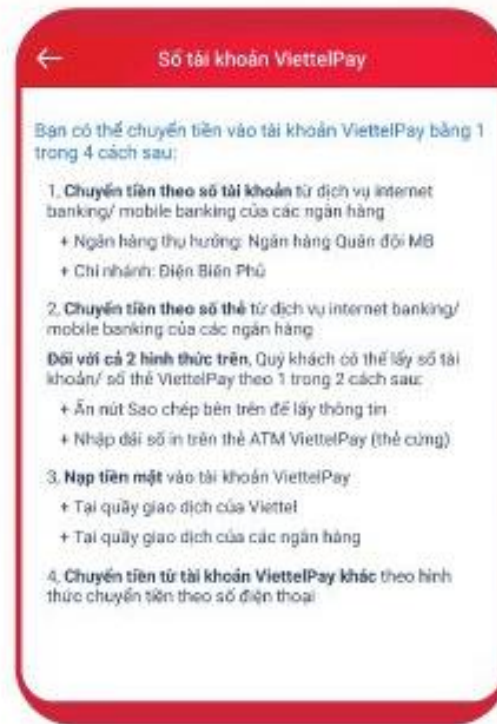 Số tài khoản ViettelPay
Bạn có thể chuyển tiền vào tài khoản ViettelPay bằng 1
trong 4 cách sau:
1, Chuyển tiền theo số tài khoản từ dịch vụ internet
banking/ mobile banking của các ngân hàng
+ Ngân hàng thụ hưởng: Ngân hàng Quân đội MB
+ Chi nhánh: Điện Biên Phủ
2, Chuyển tiền theo số thẻ từ dịch vụ internet banking/
mobile banking của các ngân hàng
Đối với cả 2 hình thức trên, Quý khách có thể lấy số tài
khoản/ số thẻ ViettelPay theo 1 trong 2 cách sau:
+ Ấn nút Sao chép bên trên để lấy thông tin
+ Nhập dải số in trên thẻ ATM ViettelPay (thẻ cứng)
3, Nạp tiền mặt vào tài khoản ViettelPay
+ Tại quầy giao dịch của Viettel
+ Tại quầy giao dịch của các ngân hàng
4, Chuyển tiền từ tài khoản ViettelPay khác theo hình
thức chuyển tiền theo số điện thoại